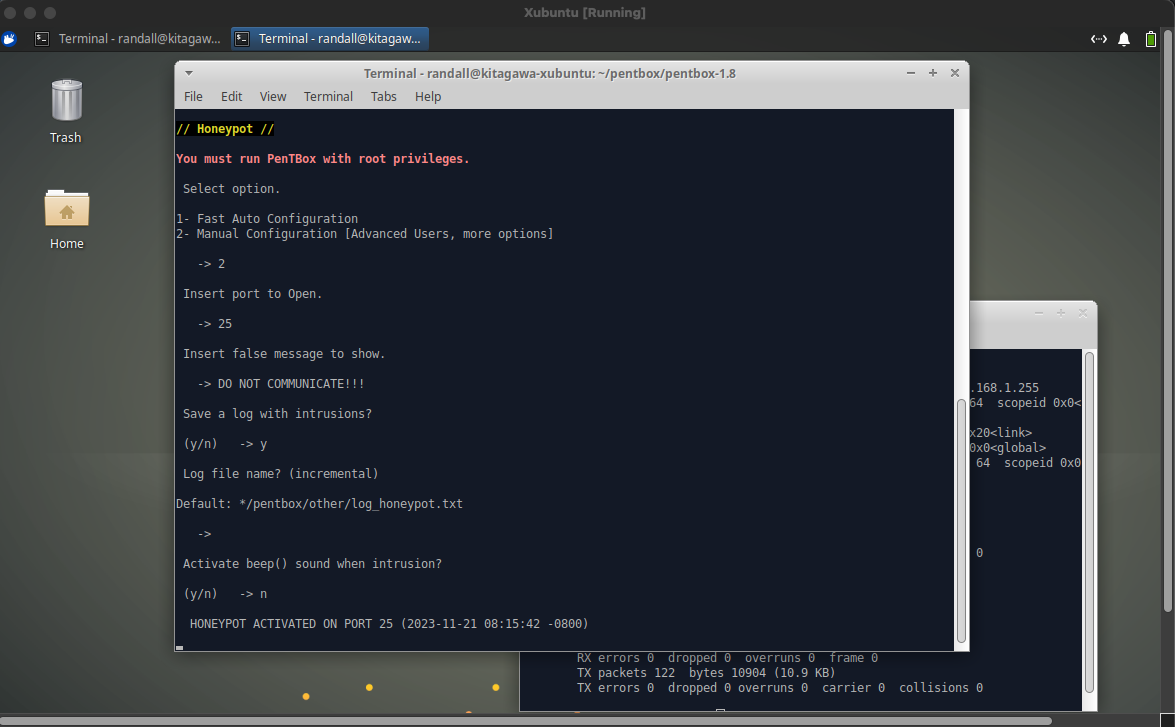 Xubuntu [Running]
Terminal - randall@kitagaw...
Terminal - randall@kitagaw...
Trash
Home
Terminal - randall@kitagawa-xubuntu: ~/pentbox/pentbox-1.8
File Edit View Terminal Tabs Help
// Honeypot //
You must run PenTBox with root privileges.
Select option.
1- Fast Auto Configuration
2- Manual Configuration [Advanced Users, more options]
-> 2
Insert port to Open.
-> 25
Insert false message to show.
-> DO NOT COMMUNICATE!!!
Save a log with intrusions?
(y/n) -> y
Log file name? (incremental)
Default: */pentbox/other/log_honeypot.txt
->
Activate beep() sound when intrusion?
(y/n) -> n
HONEYPOT ACTIVATED ON PORT 25 (2023-11-21 08:15:42 -0800)
.168.1.255
64 scopeid 0x0<
x20<link>
0x0<global>
64 scopeid 0x0
0
RX errors 0 dropped 0 overruns 0 frame 0
TX packets 122 bytes 10904 (10.9 KB)
TX errors 0 dropped 0 overruns 0 carrier 0 collisions 0